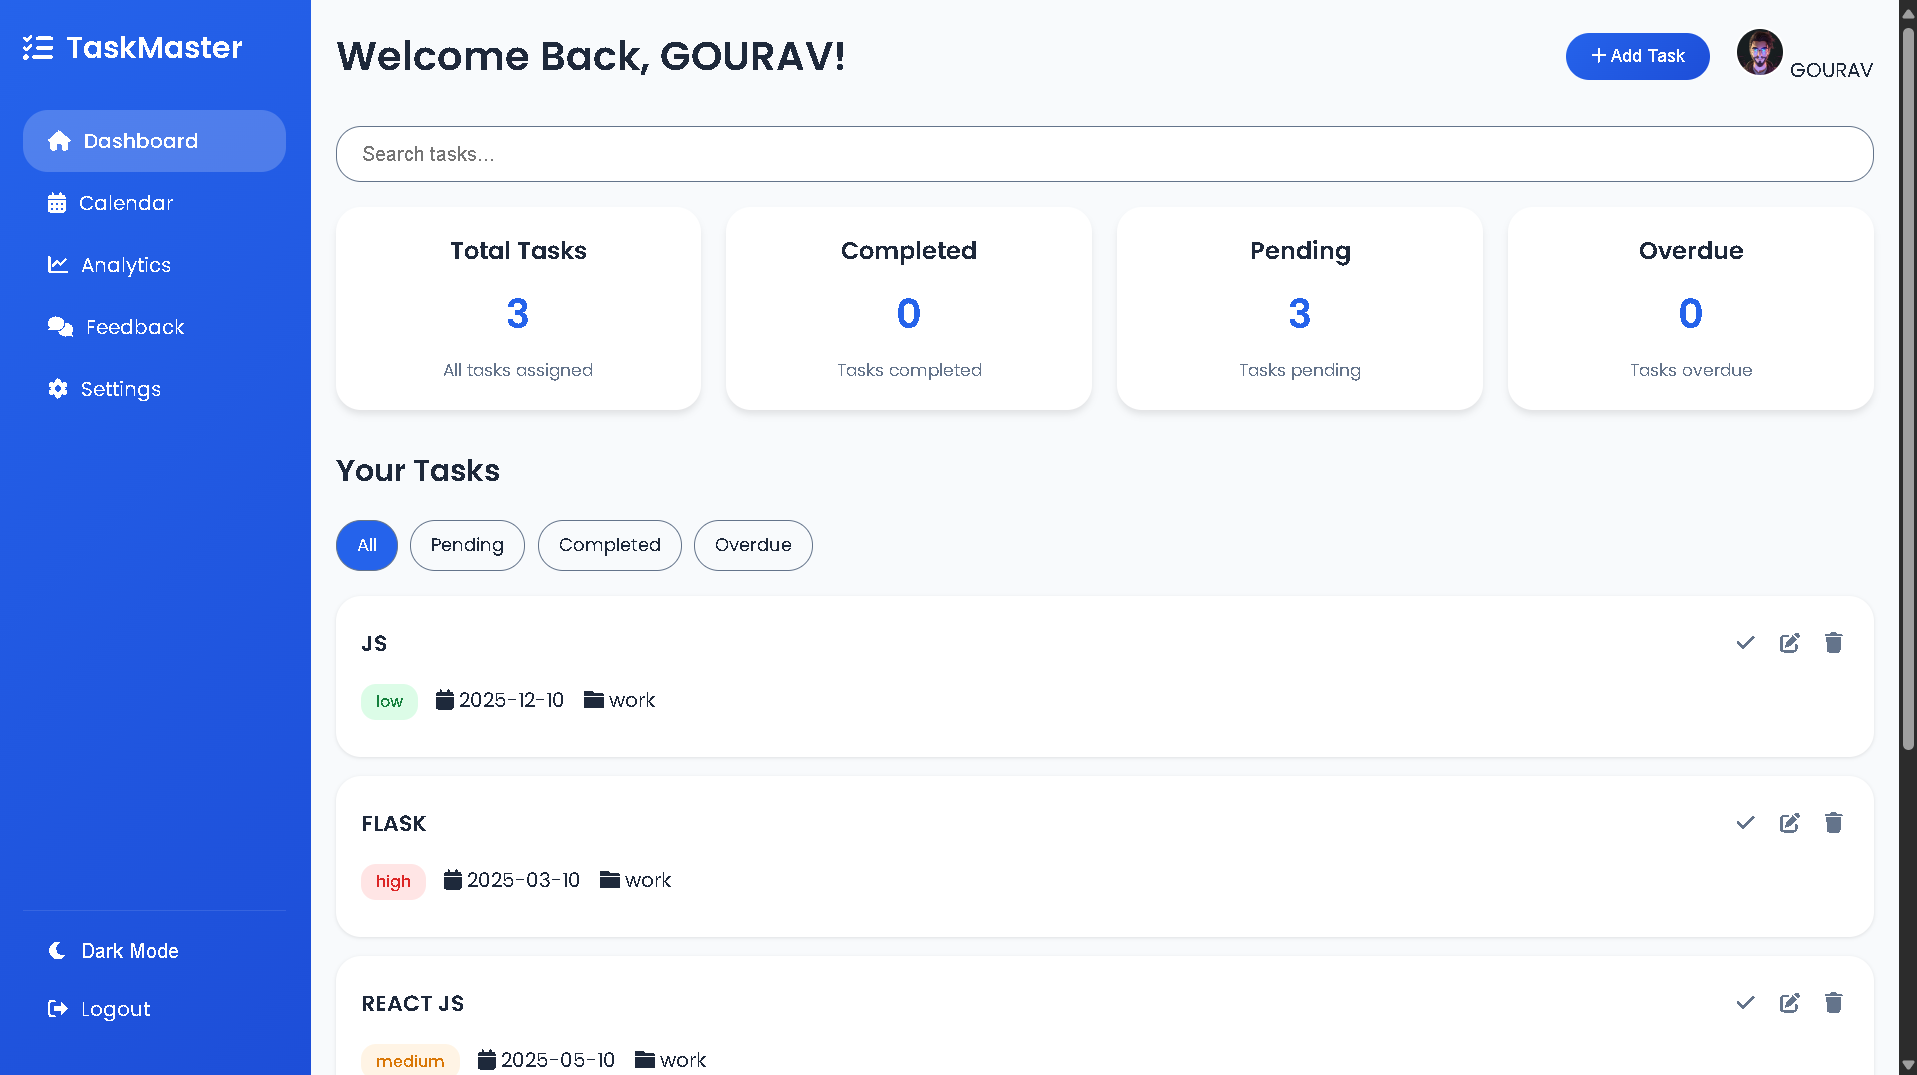 TaskMaster
Dashboard
Calendar
Analytics
Feedback
Settings
Dark Mode
Logout
Welcome Back, GOURAV!
Add Task
GOURAV
Search tasks...
Total Tasks
3
All tasks assigned
Completed
0
Tasks completed
Pending
3
Tasks pending
Overdue
0
Tasks overdue
Your Tasks
All Pending Completed Overdue
JS
low 2025-12-10 work
FLASK
high 2025-03-10 work
REACT JS
medium 2025-05-10 work